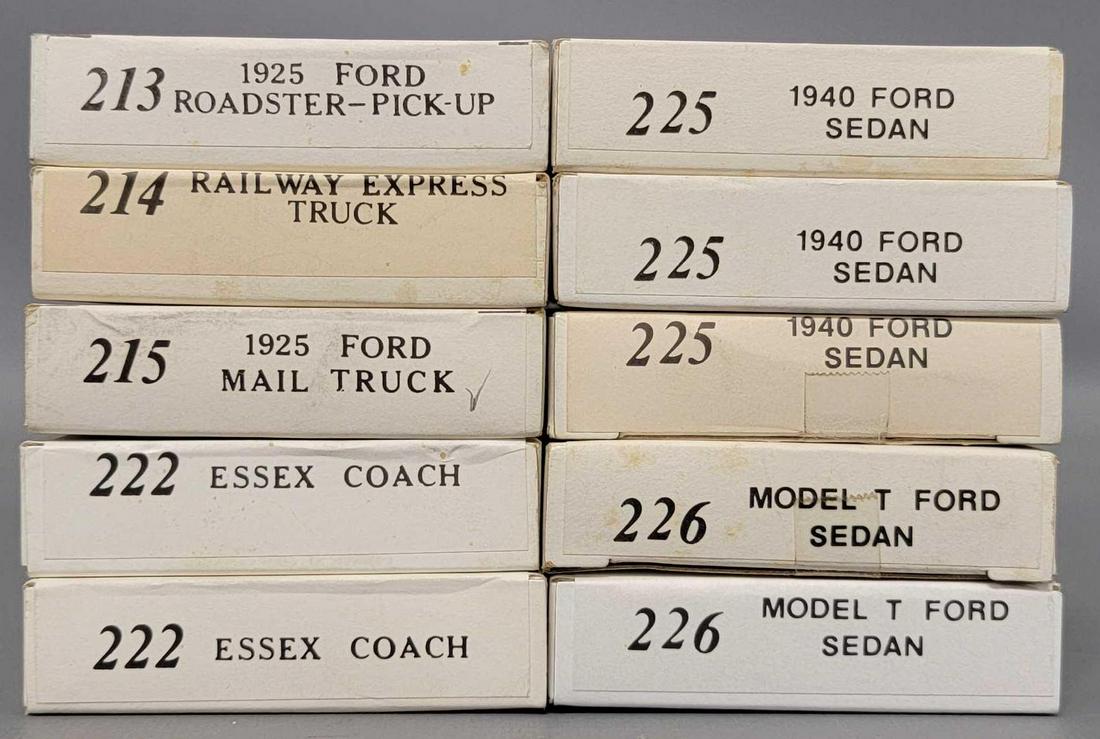 213
1925 FORD
ROADSTER-PICK-UP
214
RAILWAY EXPRESS
TRUCK
215
1925 FORD
MAIL TRUCK
222 ESSEX COACH
222 ESSEX COACH
225
1940 FORD
SEDAN
225
1940 FORD
SEDAN
225
1940 FORD
SEDAN
226
MODEL T FORD
SEDAN
226
MODEL T FORD
SEDAN